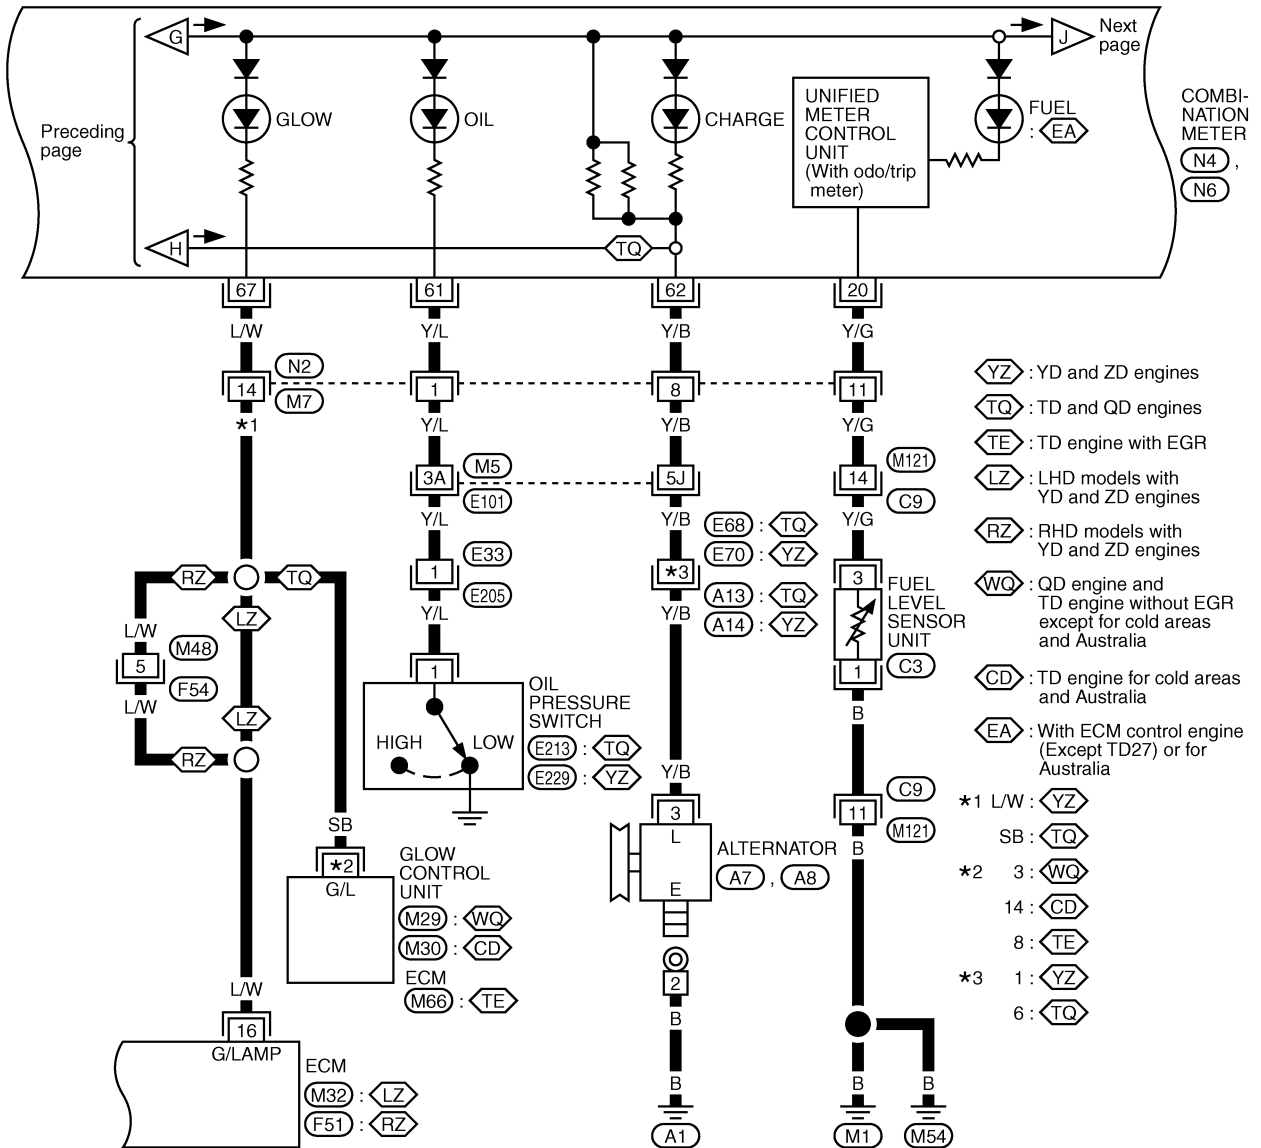 G
J
Next
page
GLOW
OIL
CHARGE
UNIFIED
METER
CONTROL
UNIT
(With odo/trip
meter)
FUEL
: EA
COMBI-
NATION
METER
N4 ,
N6
Preceding
page
H
TQ
67
61
62
20
L/W
Y/L
Y/B
Y/G
14
N2
M7
1
8
11
*1
Y/L
Y/B
Y/G
3A
M5
E101
5J
14
M121
C9
Y/L
Y/B
Y/G
1
E33
E205
*3
E68 : TQ
E70 : YZ
A13 : TQ
A14 : YZ
3
FUEL
LEVEL
SENSOR
UNIT
C3
1
RZ
TQ
LZ
L/W
5
M48
F54
L/W
LZ
RZ
Y/L
Y/B
1
OIL
PRESSURE
SWITCH
E213 : TQ
E229 : YZ
HIGH
LOW
B
Y/B
3
L
E
ALTERNATOR
A7 , A8
11
C9
M121
B
SB
*2
G/L
GLOW
CONTROL
UNIT
M29 : WQ
M30 : CD
ECM
M66 : TE
L/W
16
G/LAMP
ECM
M32 : LZ
F51 : RZ
2
B
B
A1
B
B
M1
M54
YZ : YD and ZD engines
TQ : TD and QD engines
TE : TD engine with EGR
LZ : LHD models with
YD and ZD engines
RZ : RHD models with
YD and ZD engines
WQ : QD engine and
TD engine without EGR
except for cold areas
and Australia
CD : TD engine for cold areas
and Australia
EA : With ECM control engine
(Except TD27) or for
Australia
*1 L/W : YZ
SB : TQ
*2 3 : WQ
14 : CD
8 : TE
*3 1 : YZ
6 : TQ